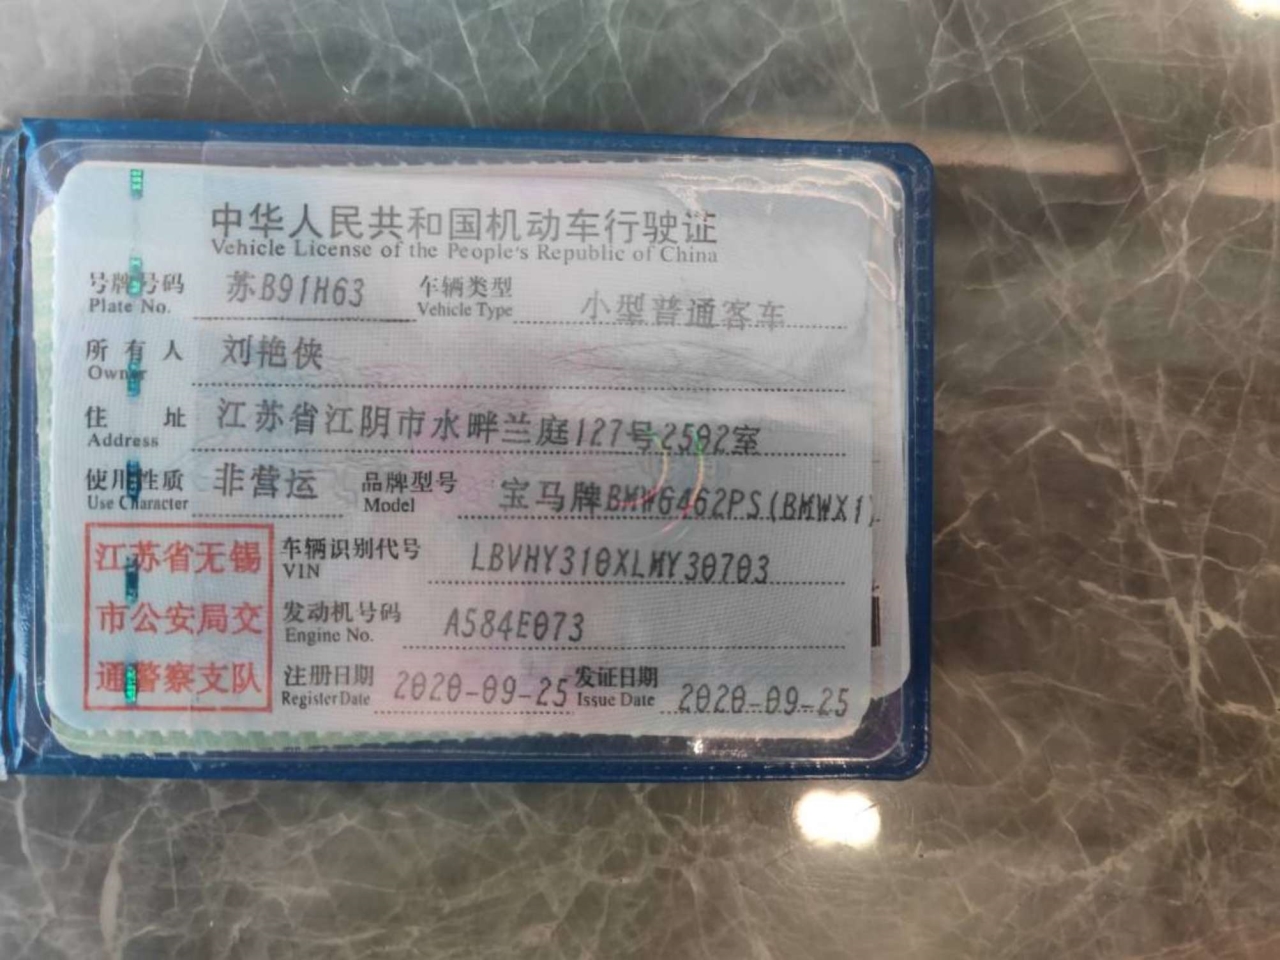 中华人民共和国机动车行驶证
Vehicle License of the People's Republic of China
号牌号码 苏B91H63 车辆类型 小型普通客车
Plate No. Vehicle Type
所有人 刘艳侠
Owner
住址 江苏省江阴市水畔兰庭127号2502室
Address
使用性质 非营运 品牌型号 宝马牌BMW6462PS(BMWX1)
Use Character Model
江苏省无锡
市公安局交
通警察支队
车辆识别代号 LBVHY310XLMY30703
VIN
发动机号码 A584E073
Engine No.
注册日期 2020-09-25 发证日期 2020-09-25
Register Date Issue Date